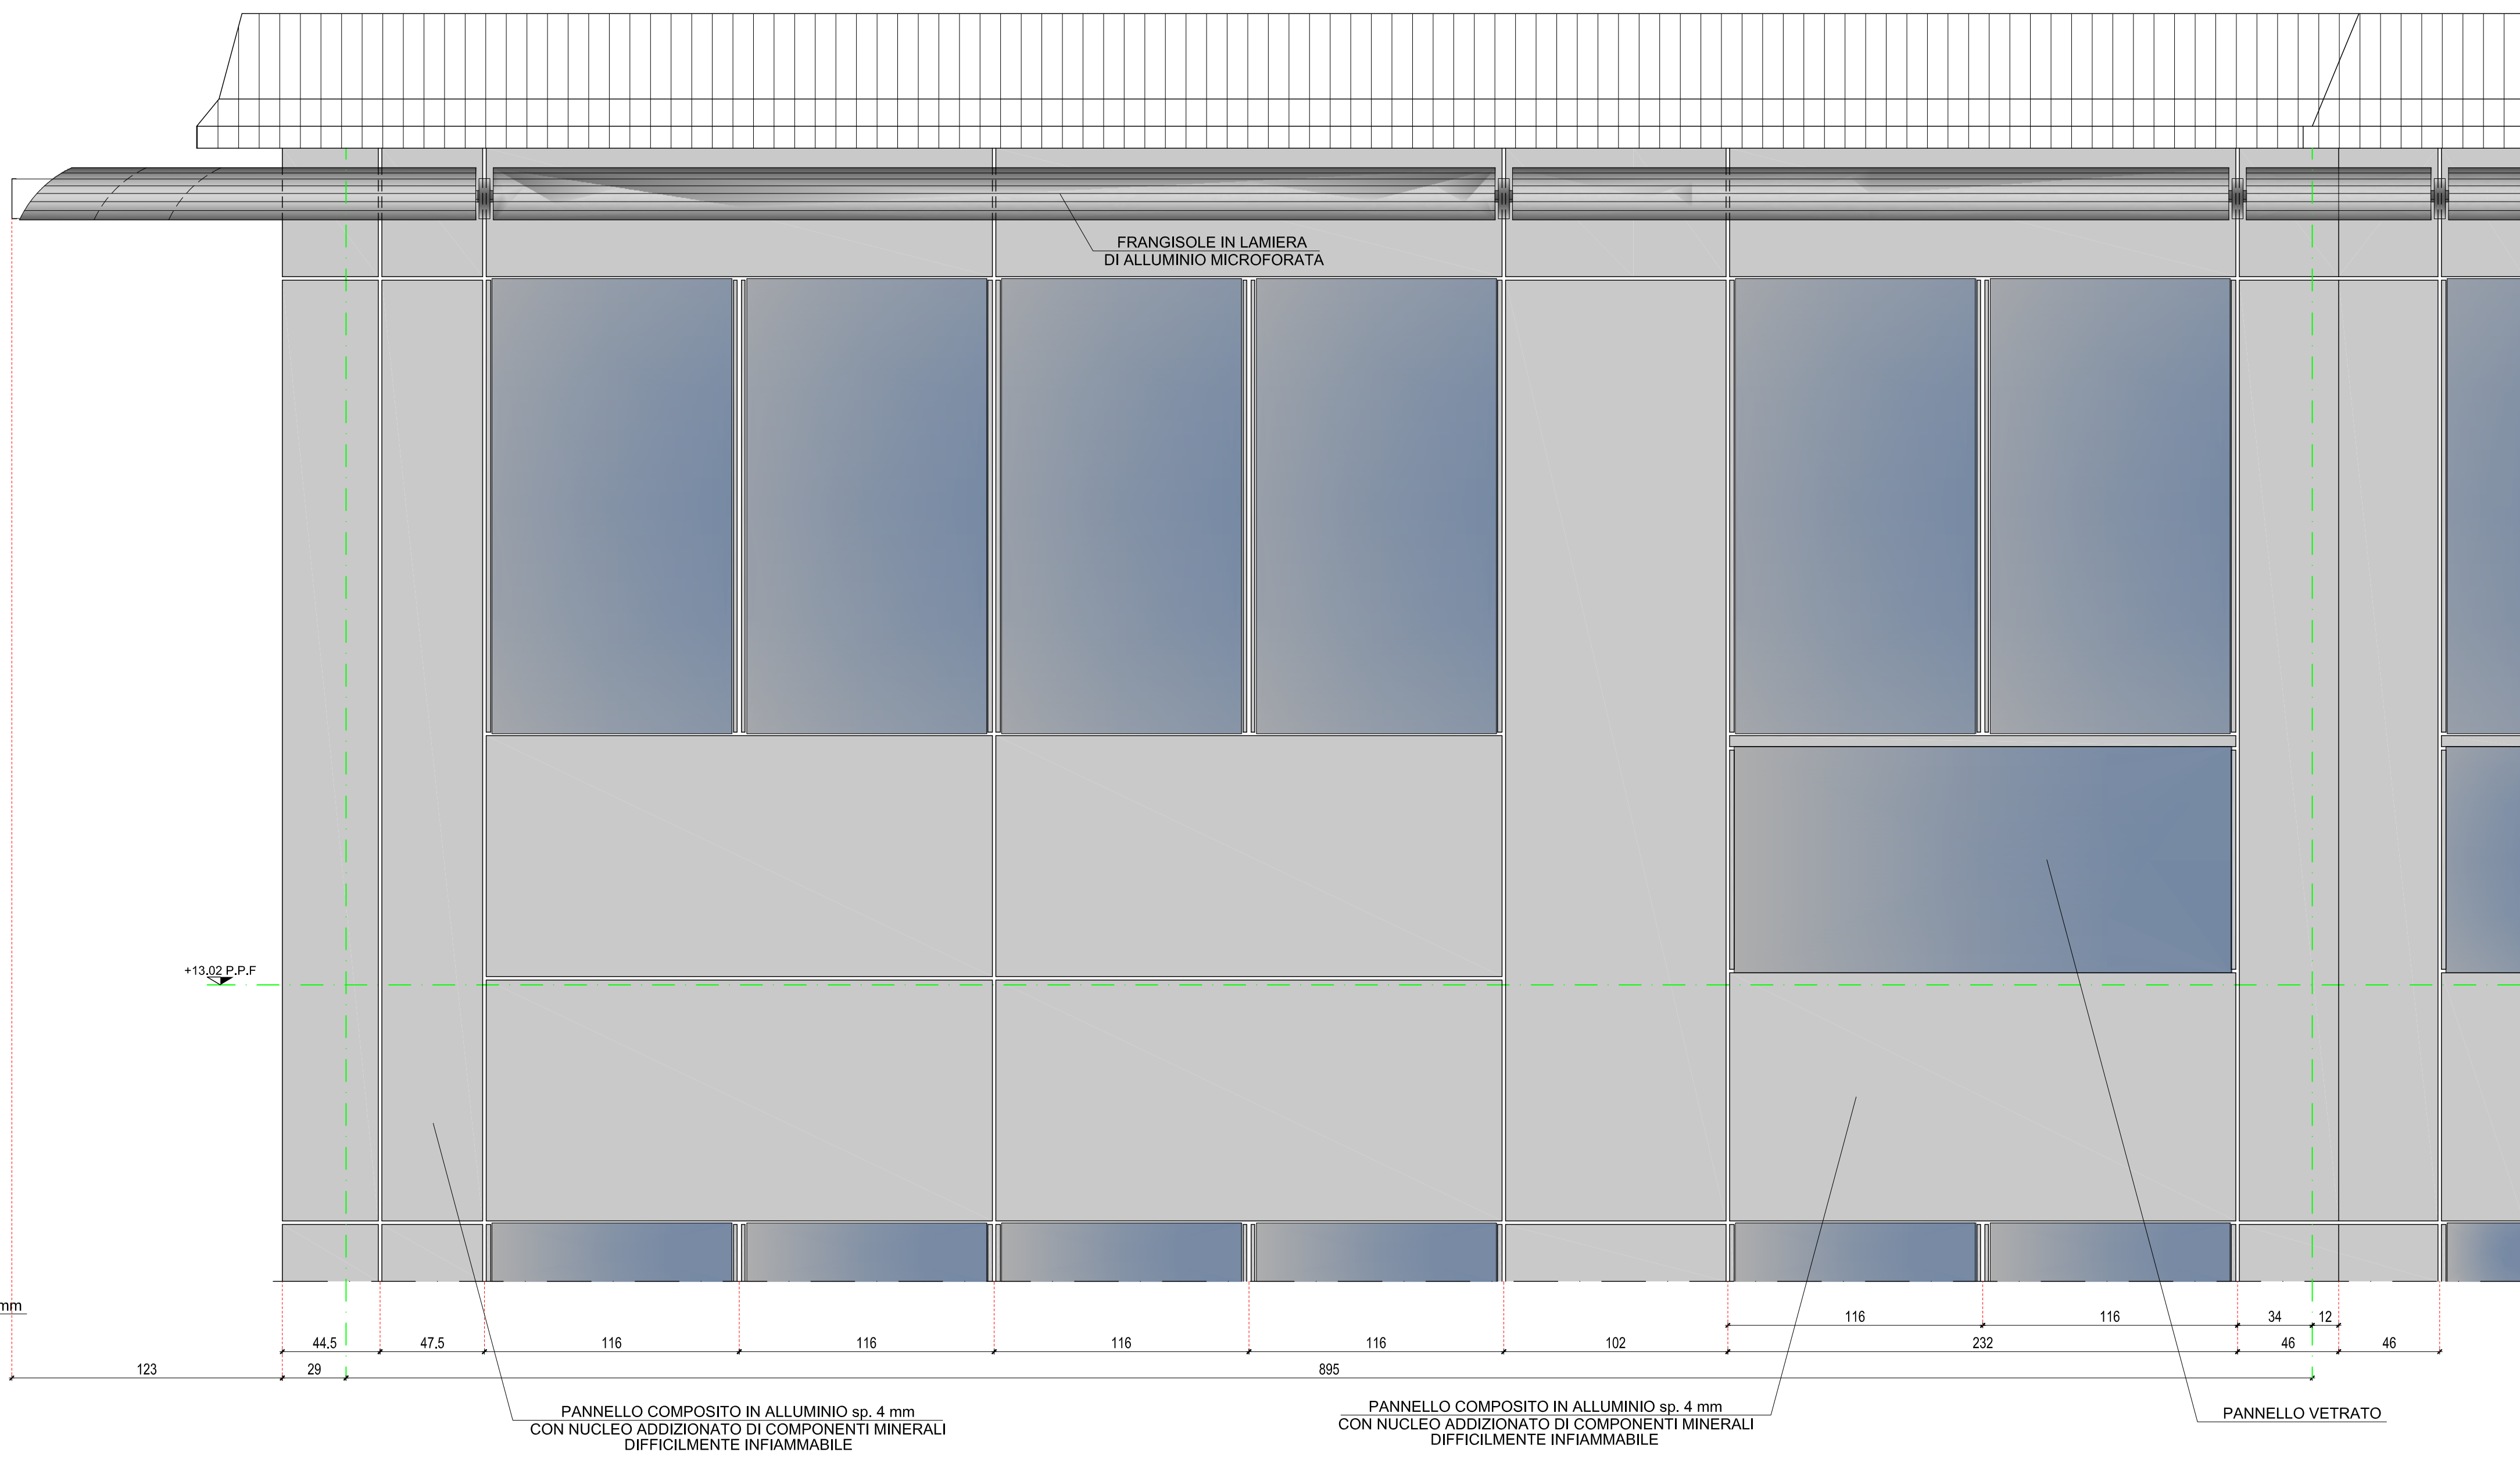 FRANGISOLE IN LAMIERA
DI ALLUMINIO MICROFORATA
+13.02 P.P.F
mm
116 116 34 12
44.5 47.5 116 116 116 116 102 232 46 46
123 29 895
PANNELLO COMPOSITO IN ALLUMINIO sp. 4 mm
CON NUCLEO ADDIZIONATO DI COMPONENTI MINERALI
DIFFICILMENTE INFIAMMABILE
PANNELLO COMPOSITO IN ALLUMINIO sp. 4 mm
CON NUCLEO ADDIZIONATO DI COMPONENTI MINERALI
DIFFICILMENTE INFIAMMABILE
PANNELLO VETRATO